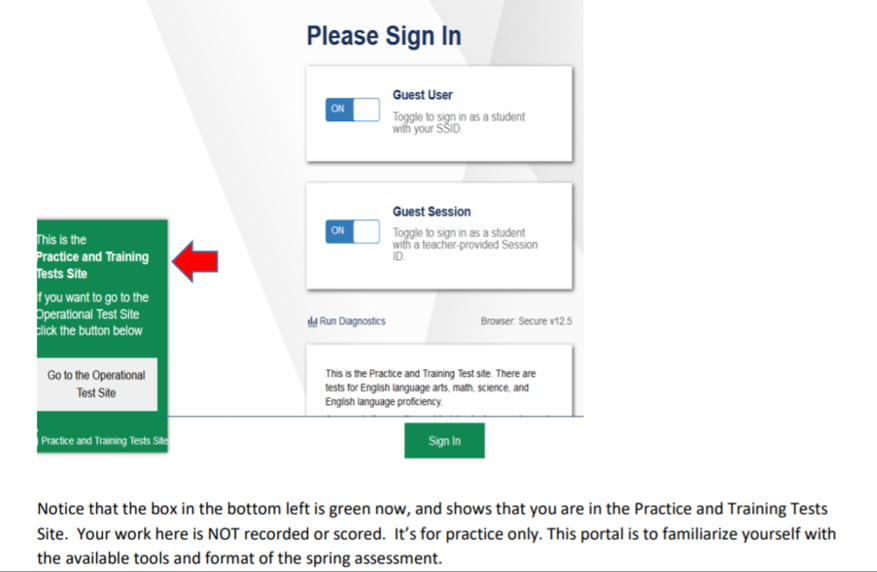 Please Sign In
ON
Guest User
Toggle to sign in as a student
with your SSID.
ON
Guest Session
Toggle to sign in as a student
with a teacher-provided Session
ID.
This is the
Practice and Training
Tests Site
If you want to go to the
Operational Test Site
click the button below
Go to the Operational
Test Site
Practice and Training Tests Site
Run Diagnostics
Browser: Secure v12.5
This is the Practice and Training Test site. There are
tests for English language arts, math, science, and
English language proficiency.
Sign In
Notice that the box in the bottom left is green now, and shows that you are in the Practice and Training Tests
Site. Your work here is NOT recorded or scored. It's for practice only. This portal is to familiarize yourself with
the available tools and format of the spring assessment.